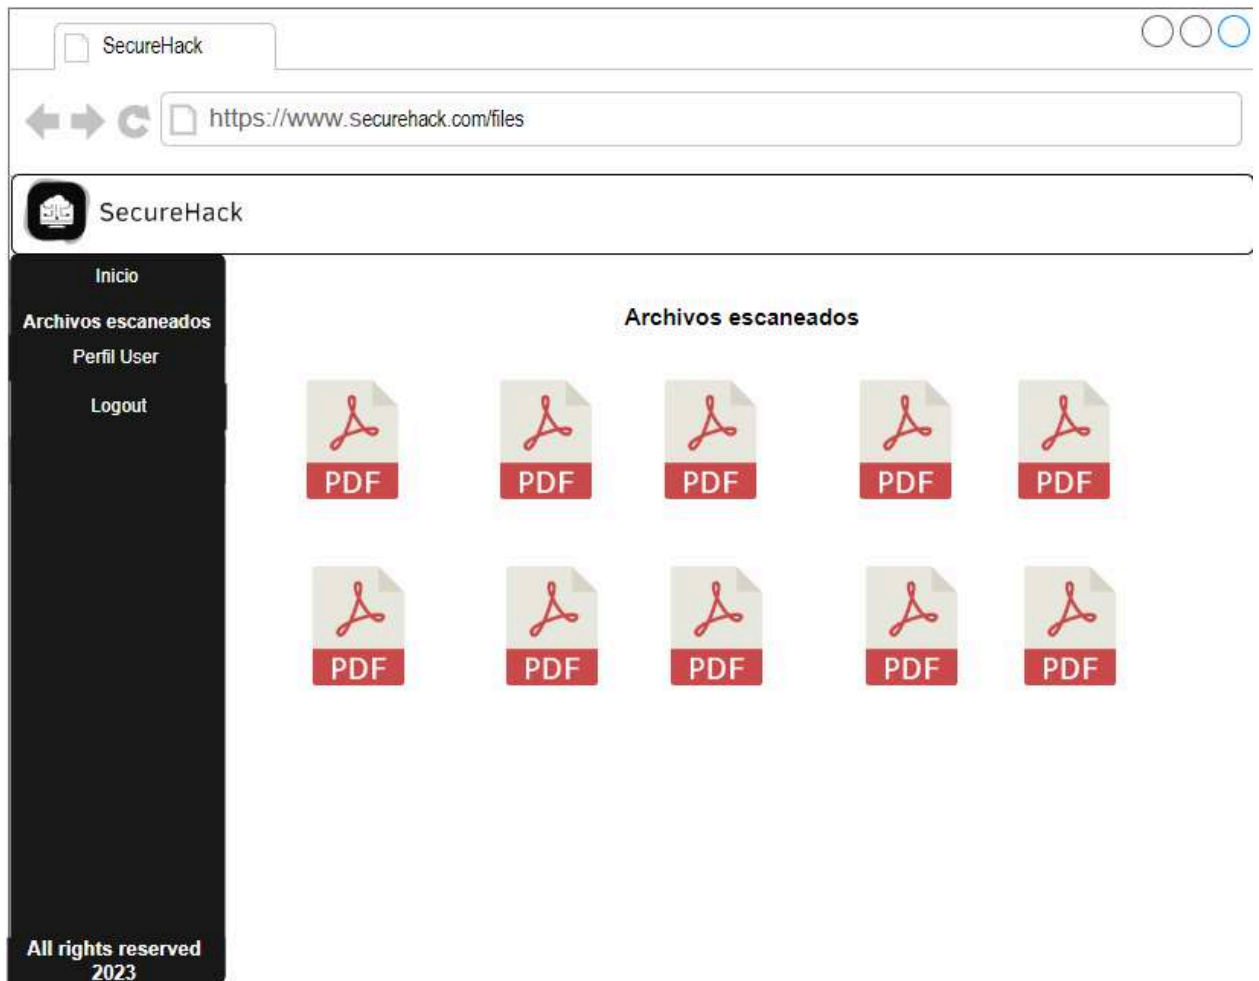 SecureHack
https://www.securehack.com/files
SecureHack
Inicio
Archivos escaneados
Perfil User
Logout
Archivos escaneados
PDF PDF PDF PDF PDF
PDF PDF PDF PDF PDF
All rights reserved
2023